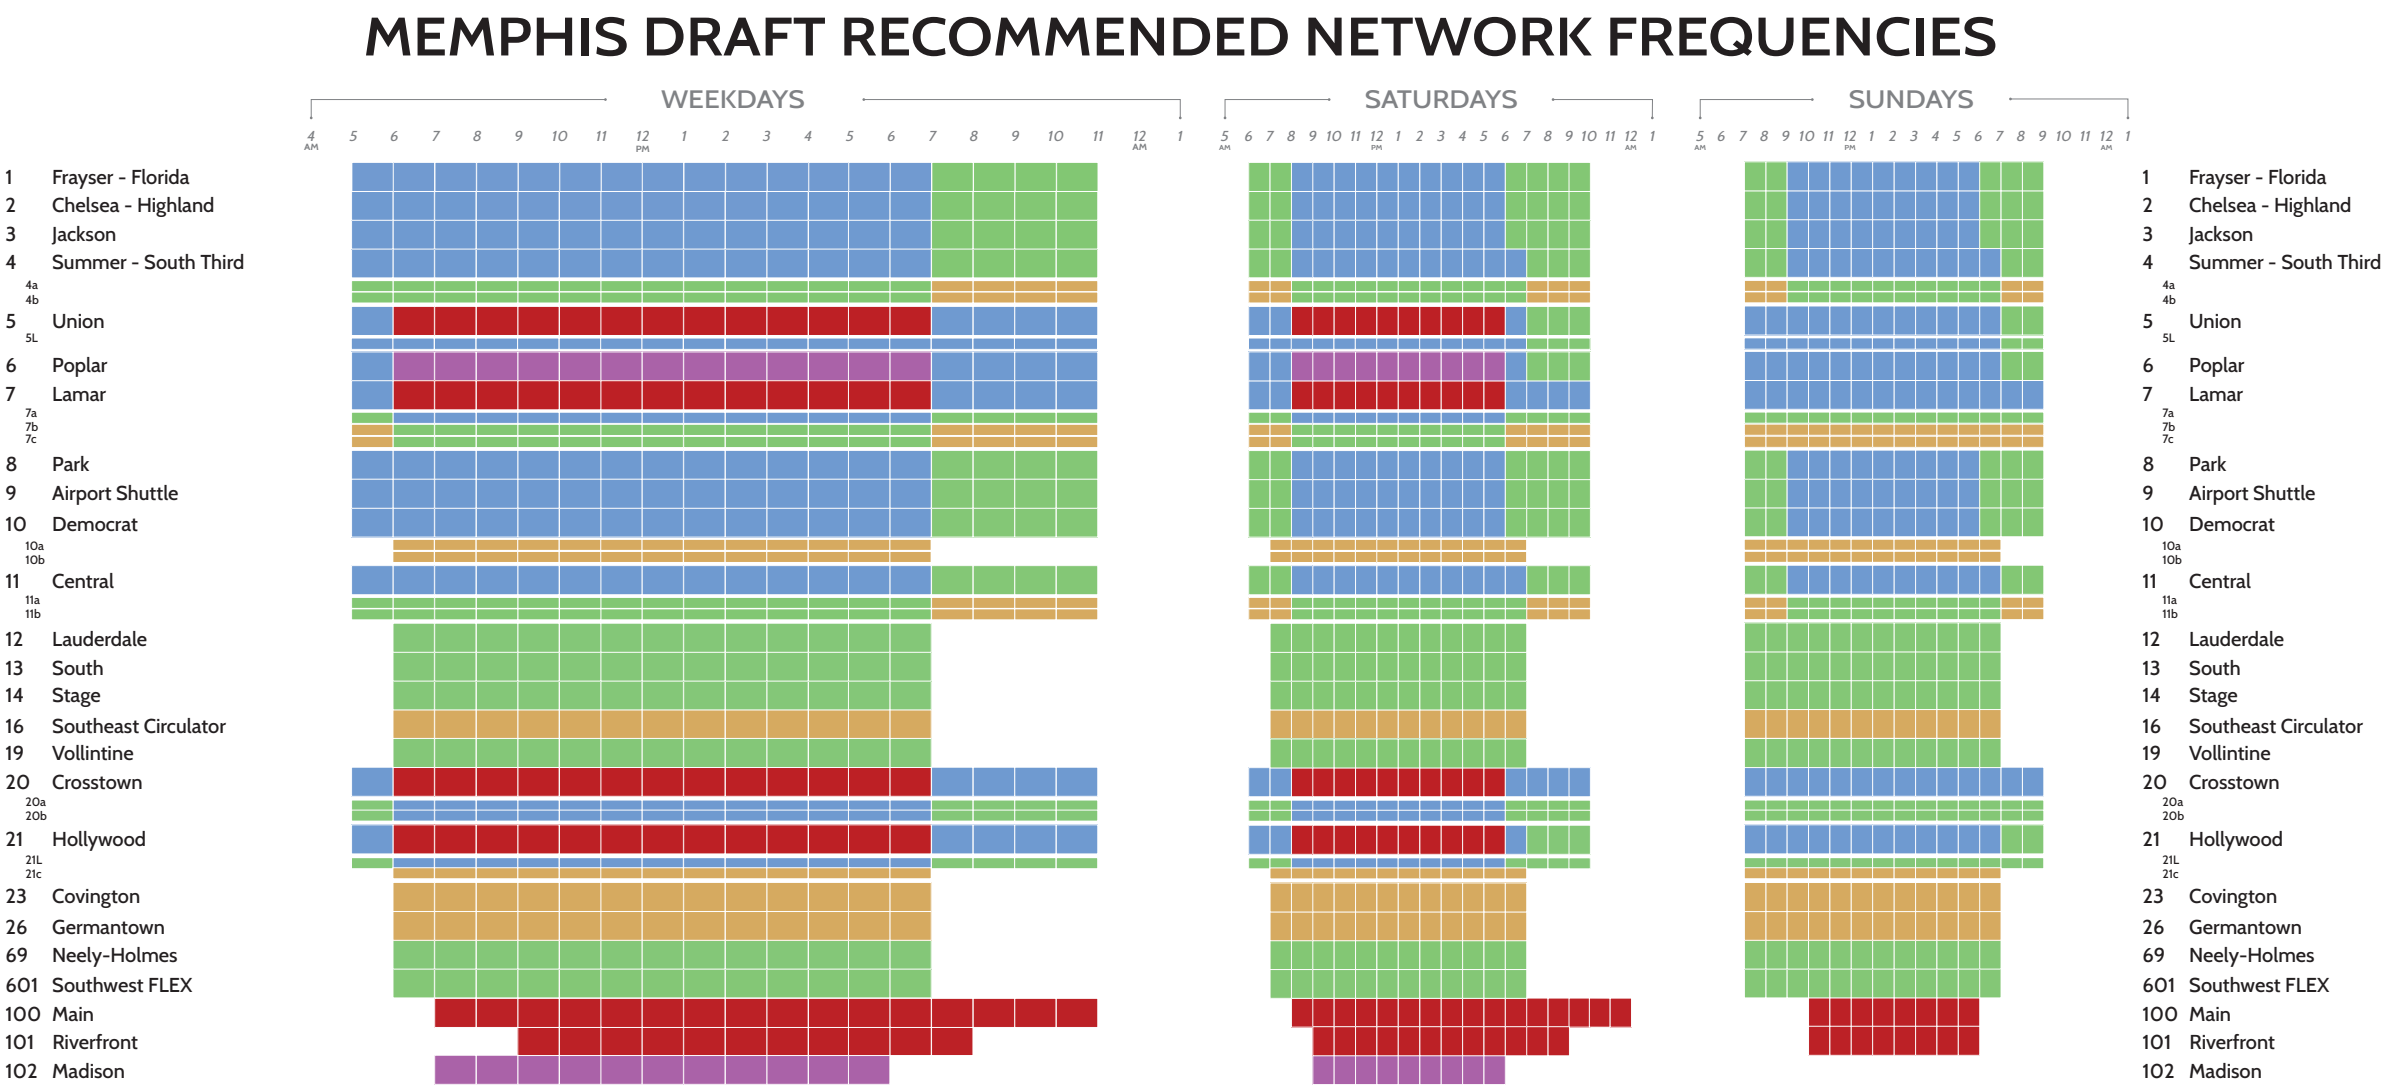 MEMPHIS DRAFT RECOMMENDED NETWORK FREQUENCIES
WEEKDAYS SATURDAYS SUNDAYS
4 5 6 7 8 9 10 11 12 1 2 3 4 5 6 7 8 9 10 11 12 1 5 6 7 8 9 10 11 12 1 2 3 4 5 6 7 8 9 10 11 12 1 5 6 7 8 9 10 11 12 1 2 3 4 5 6 7 8 9 10 11 12 1
AM PM AM AM PM AM AM PM AM
1 Frayser - Florida 1 Frayser - Florida
2 Chelsea - Highland 2 Chelsea - Highland
3 Jackson 3 Jackson
4 Summer - South Third 4 Summer - South Third
4a 4a
4b 4b
5 Union 5 Union
5L 5L
6 Poplar 6 Poplar
7 Lamar 7 Lamar
7a 7a
7b 7b
7c 7c
8 Park 8 Park
9 Airport Shuttle 9 Airport Shuttle
10 Democrat 10 Democrat
10a 10a
10b 10b
11 Central 11 Central
11a 11a
11b 11b
12 Lauderdale 12 Lauderdale
13 South 13 South
14 Stage 14 Stage
16 Southeast Circulator 16 Southeast Circulator
19 Vollintine 19 Vollintine
20 Crosstown 20 Crosstown
20a 20a
20b 20b
21 Hollywood 21 Hollywood
21L 21L
21c 21c
23 Covington 23 Covington
26 Germantown 26 Germantown
69 Neely-Holmes 69 Neely-Holmes
601 Southwest FLEX 601 Southwest FLEX
100 Main 100 Main
101 Riverfront 101 Riverfront
102 Madison 102 Madison